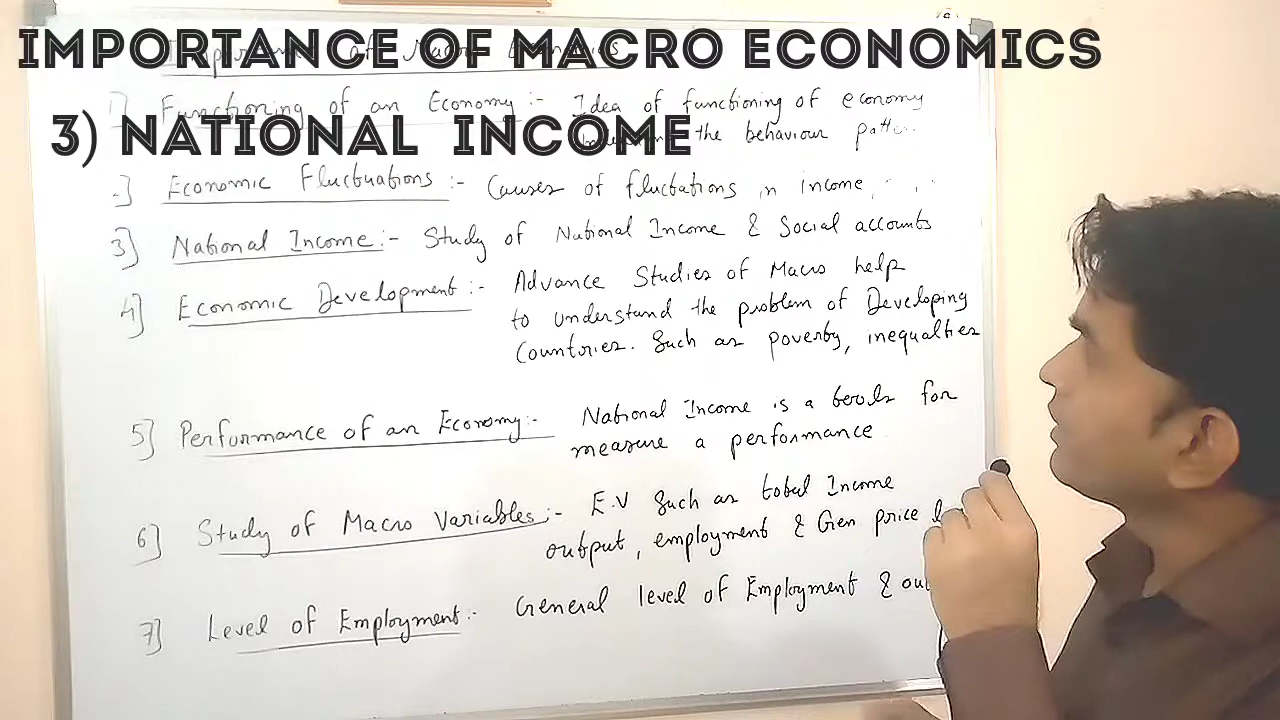 IMPORTANCE OF MACRO ECONOMICS
3) NATIONAL INCOME
1] Functioning of an Economy :- Idea of functioning of economy
the behaviour
2] Economic Fluctuations :- Causes of fluctations in income,
3] National Income :- Study of National Income & Social accounts
4] Economic Development :- Advance Studies of Macro help
to understand the problem of Developing
Countries. Such as poverty, inequalties
5] Performance of an Economy :- National Income is a tools for
measure a performance
6] Study of Macro Variables :- E.V Such as total Income
output, employment & Gen price
7] Level of Employment :- General level of Employment &